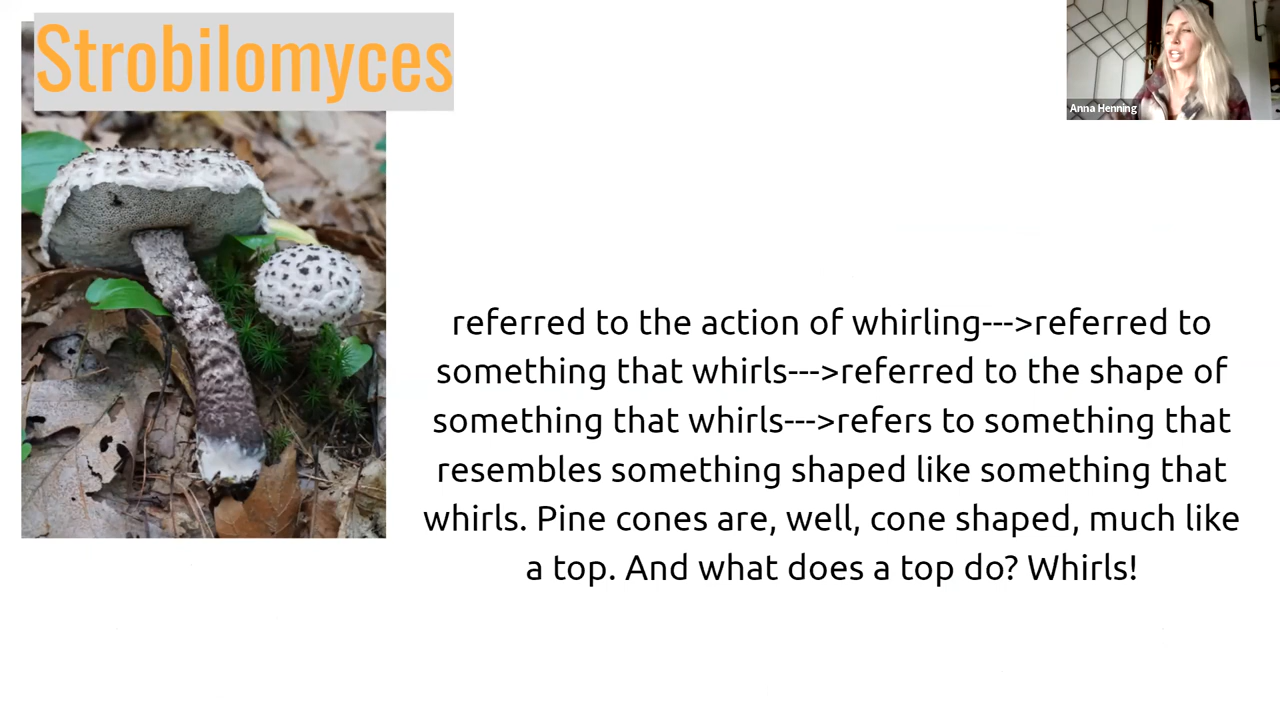 Strobilomyces
Anna Henning
referred to the action of whirling--->referred to
something that whirls--->referred to the shape of
something that whirls--->refers to something that
resembles something shaped like something that
whirls. Pine cones are, well, cone shaped, much like
a top. And what does a top do? Whirls!